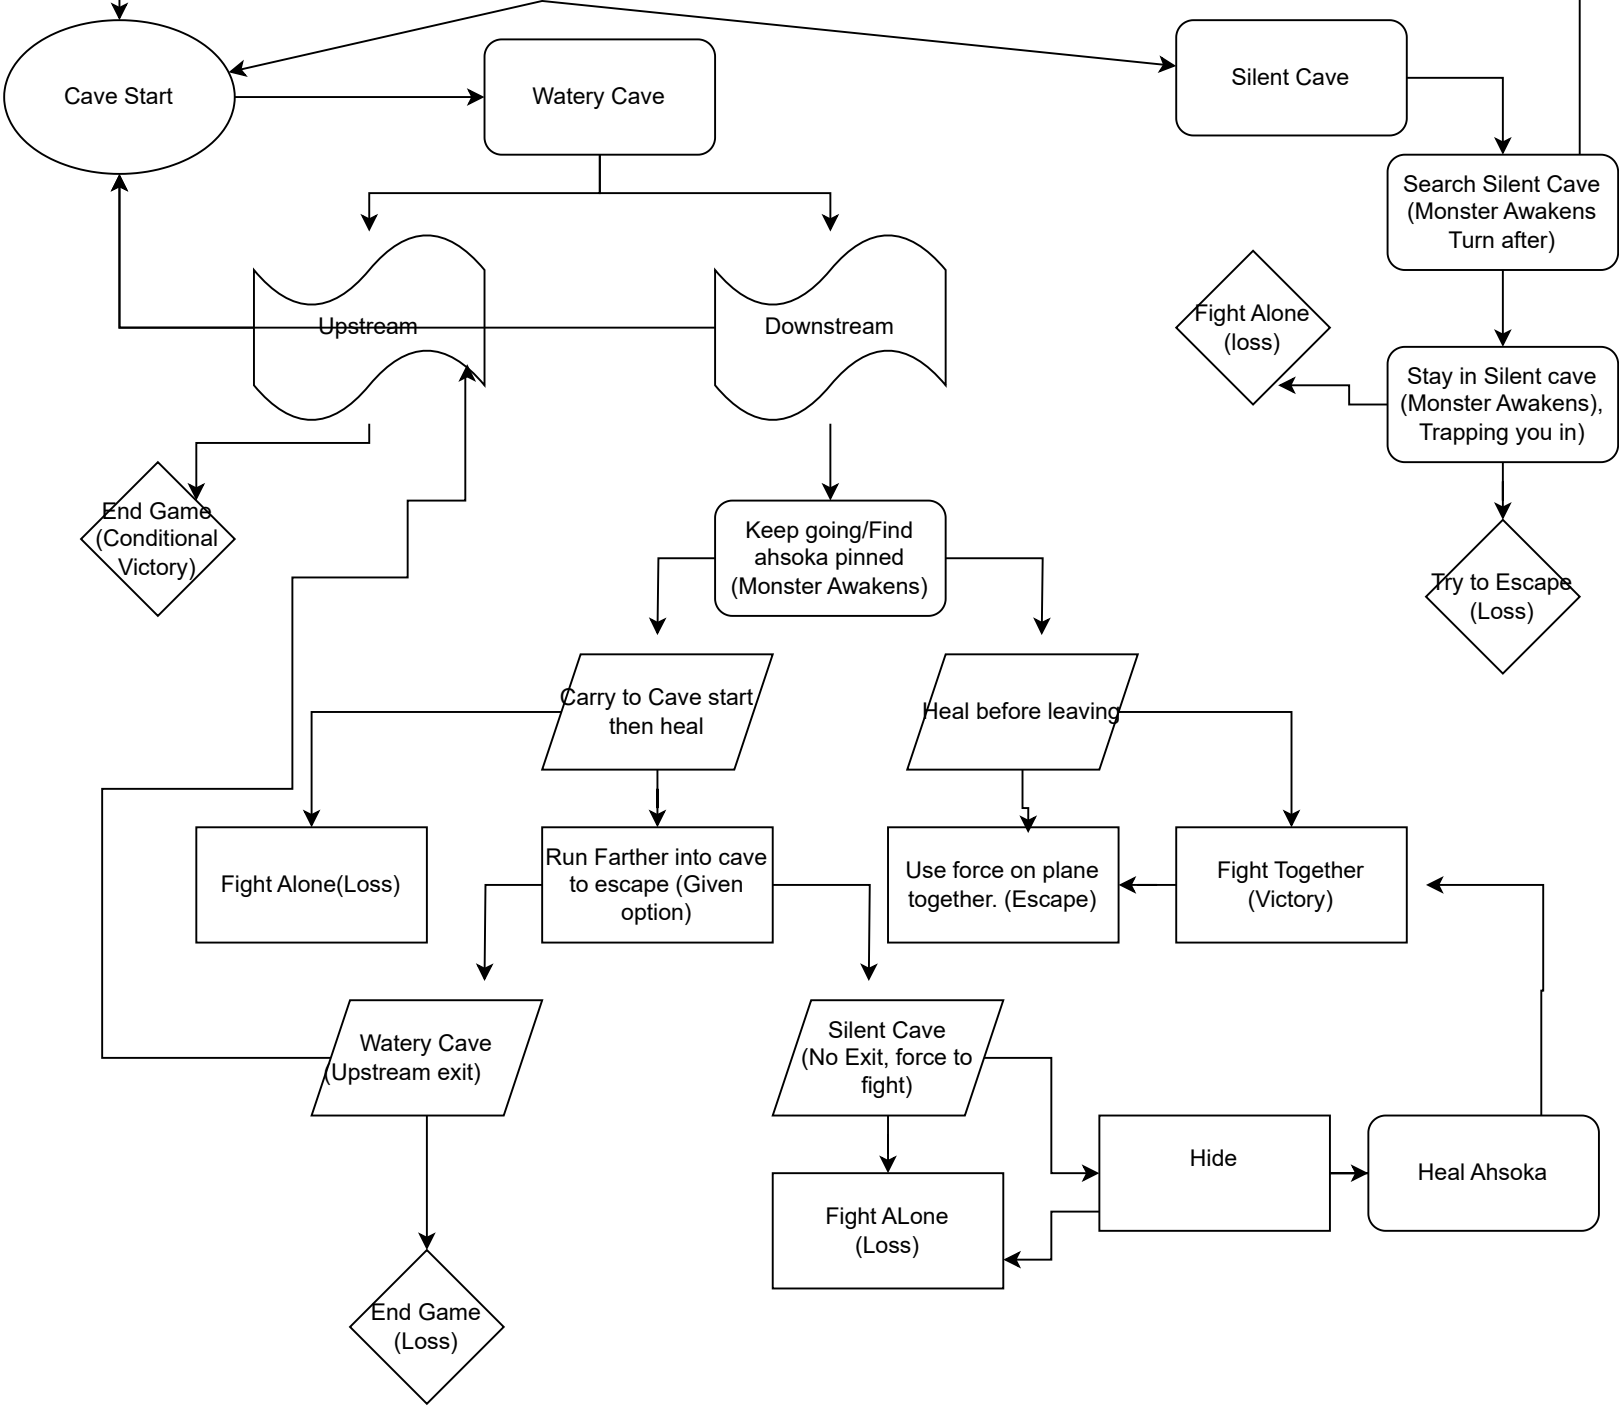 Cave Start
Watery Cave
Silent Cave
Search Silent Cave
(Monster Awakens
Turn after)
Upstream
Downstream
Fight Alone
(loss)
Stay in Silent cave
(Monster Awakens),
Trapping you in)
End Game
(Conditional
Victory)
Keep going/Find
ahsoka pinned
(Monster Awakens)
Try to Escape
(Loss)
Carry to Cave start
then heal
Heal before leaving
Fight Alone(Loss)
Run Farther into cave
to escape (Given
option)
Use force on plane
together. (Escape)
Fight Together
(Victory)
Watery Cave
(Upstream exit)
Silent Cave
(No Exit, force to
fight)
Hide
Heal Ahsoka
Fight ALone
(Loss)
End Game
(Loss)